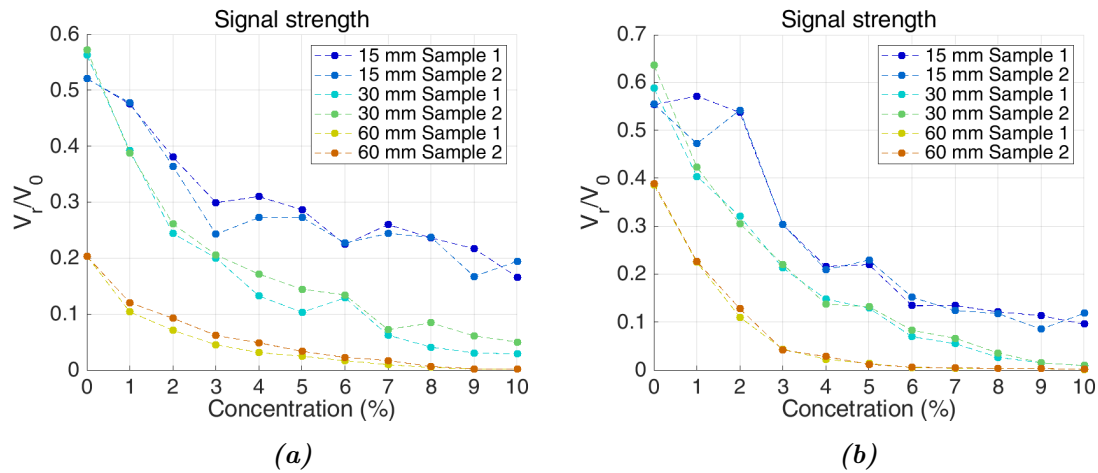 Signal strength
0.6
0.5
0.4
0.3
0.2
0.1
0
V_r/V_0
15 mm Sample 1
15 mm Sample 2
30 mm Sample 1
30 mm Sample 2
60 mm Sample 1
60 mm Sample 2
0 1 2 3 4 5 6 7 8 9 10
Concentration (%)
(a)
Signal strength
0.7
0.6
0.5
0.4
0.3
0.2
0.1
0
V_r/V_0
15 mm Sample 1
15 mm Sample 2
30 mm Sample 1
30 mm Sample 2
60 mm Sample 1
60 mm Sample 2
0 1 2 3 4 5 6 7 8 9 10
Concetration (%)
(b)